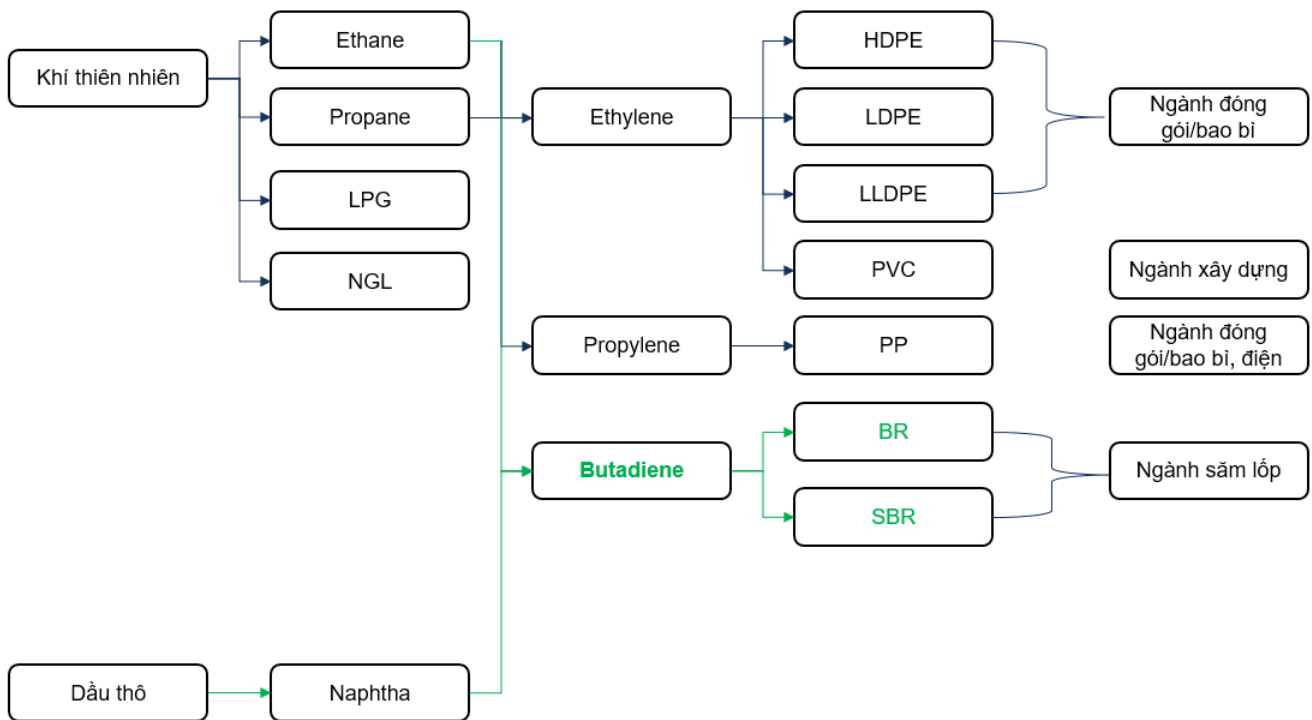 Ethane
HDPE
Khí thiên nhiên
Propane
Ethylene
LDPE
Ngành đóng
gói/bao bì
LPG
LLDPE
NGL
PVC
Ngành xây dựng
Propylene
PP
Ngành đóng
gói/bao bì, điện
BR
Butadiene
Ngành săm lốp
SBR
Dầu thô
Naphtha